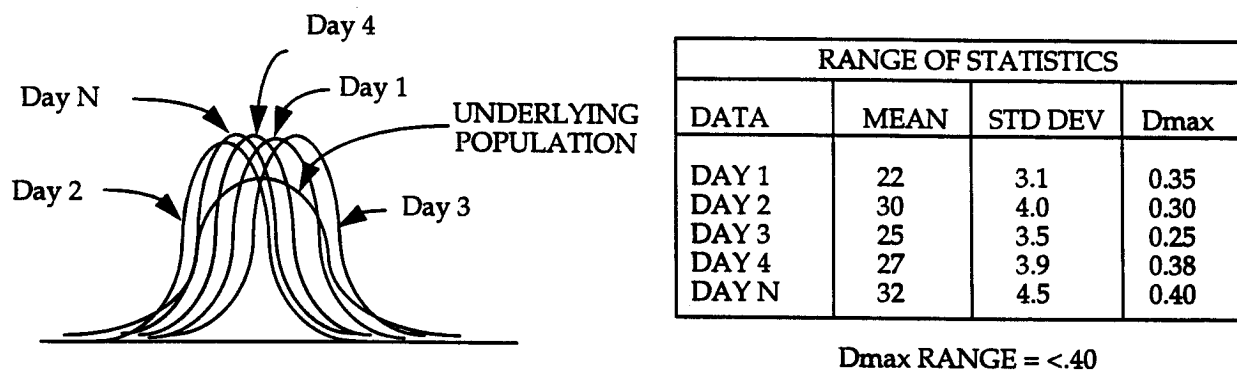 Day 4
Day N
Day 1
UNDERLYING
POPULATION
Day 2
Day 3
RANGE OF STATISTICS
DATA MEAN STD DEV Dmax
DAY 1 22 3.1 0.35
DAY 2 30 4.0 0.30
DAY 3 25 3.5 0.25
DAY 4 27 3.9 0.38
DAY N 32 4.5 0.40
Dmax RANGE = <.40